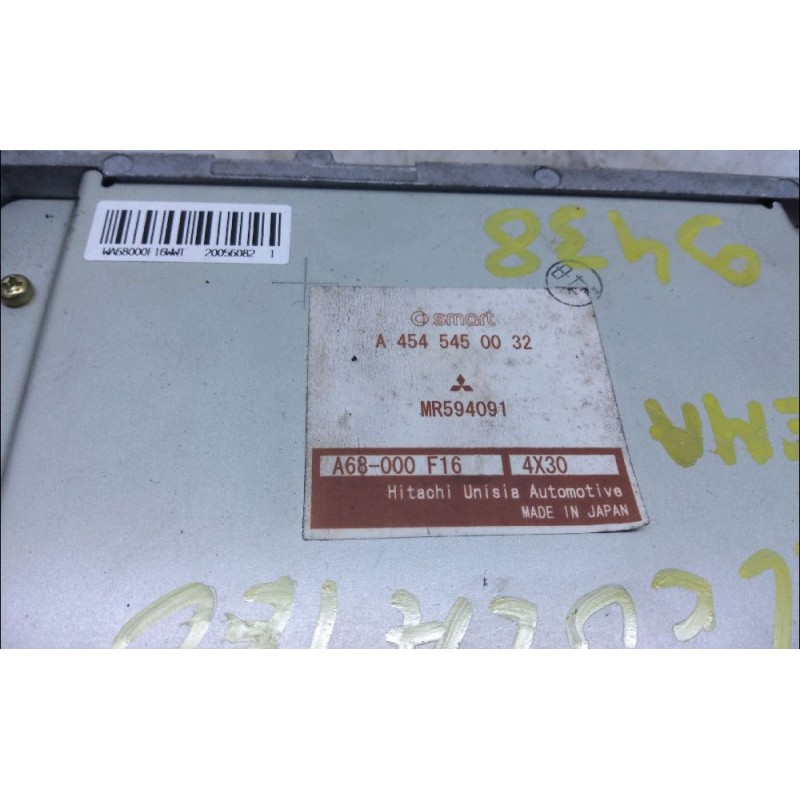 WA68000F16WWT 20056082 1
9438
smart
A 454 545 00 32
MR594091
A68-000 F16 4X30
Hitachi Unisia Automotive
MADE IN JAPAN